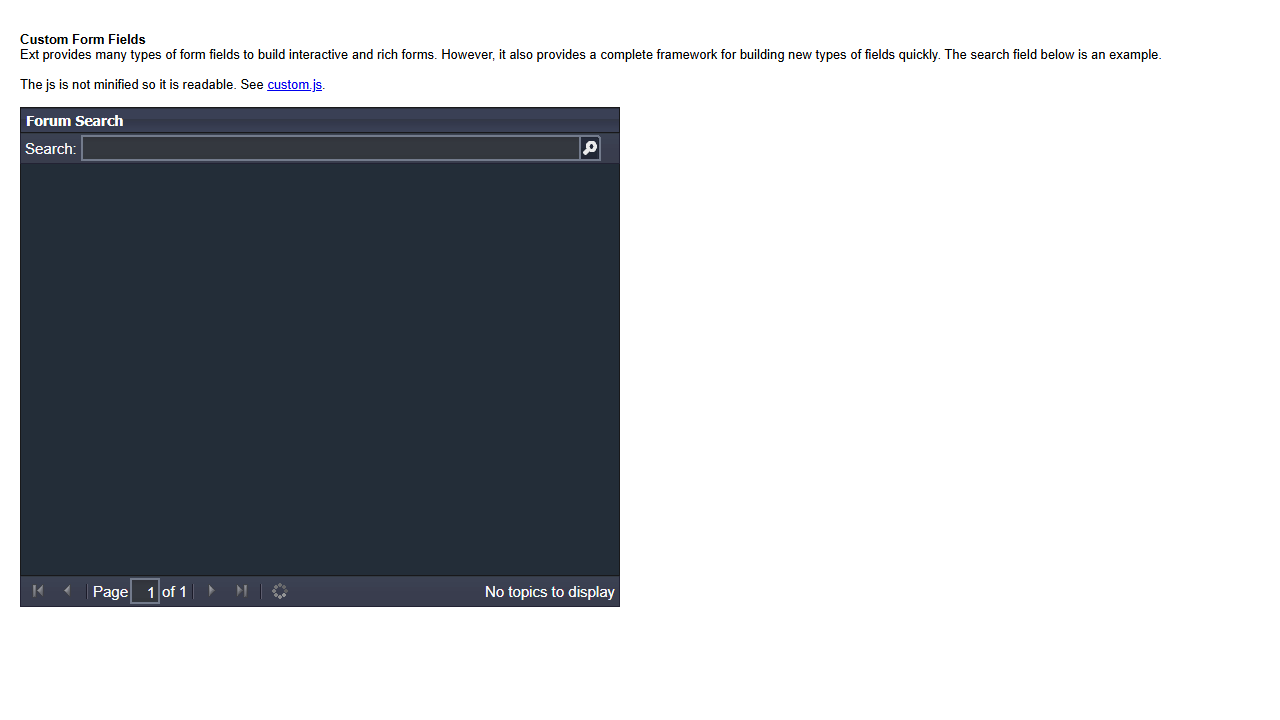 Custom Form Fields
Ext provides many types of form fields to build interactive and rich forms. However, it also provides a complete framework for building new types of fields quickly. The search field below is an example.
The js is not minified so it is readable. See custom.js.
Forum Search
Search:
Page 1 of 1 No topics to display